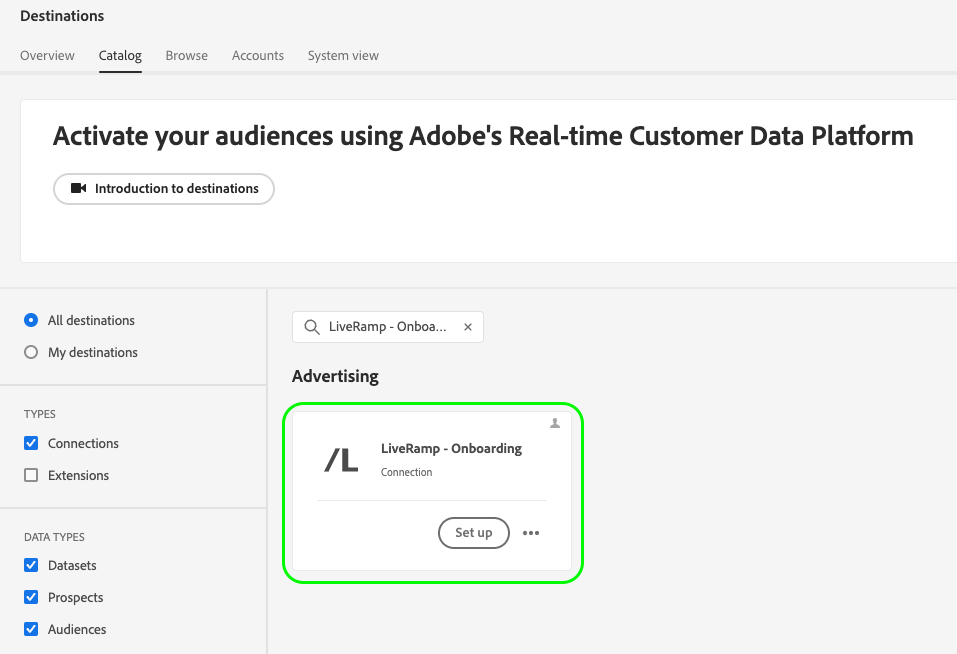 Destinations
Overview Catalog Browse Accounts System view
Activate your audiences using Adobe's Real-time Customer Data Platform
Introduction to destinations
All destinations
My destinations
TYPES
Connections
Extensions
DATA TYPES
Datasets
Prospects
Audiences
LiveRamp - Onboa...
Advertising
/L
LiveRamp - Onboarding
Connection
Set up